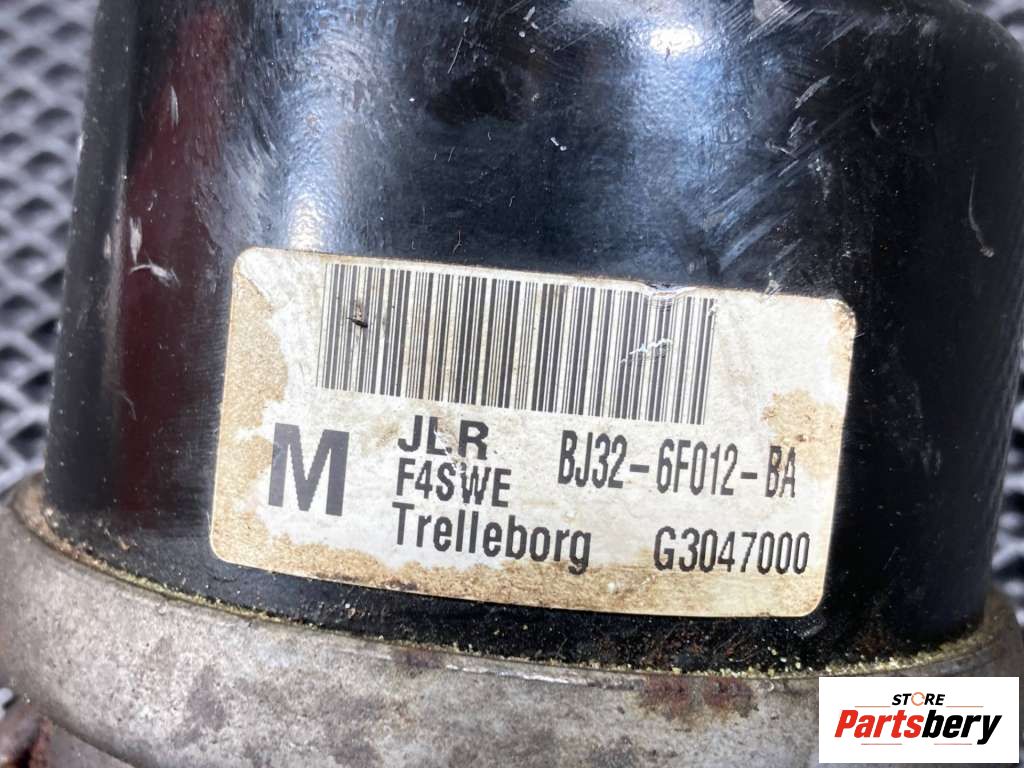 M
JLR
F4SWE
BJ32-6F012-BA
Trelleborg G3047000
STORE
Partsbery